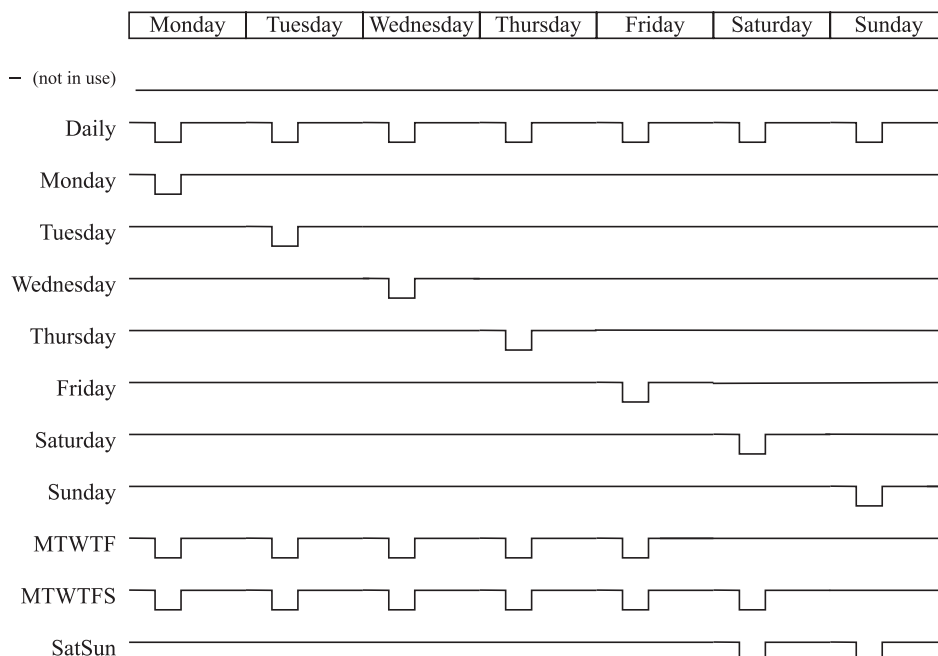 Monday Tuesday Wednesday Thursday Friday Saturday Sunday
– (not in use)
Daily
Monday
Tuesday
Wednesday
Thursday
Friday
Saturday
Sunday
MTWTF
MTWTFS
SatSun